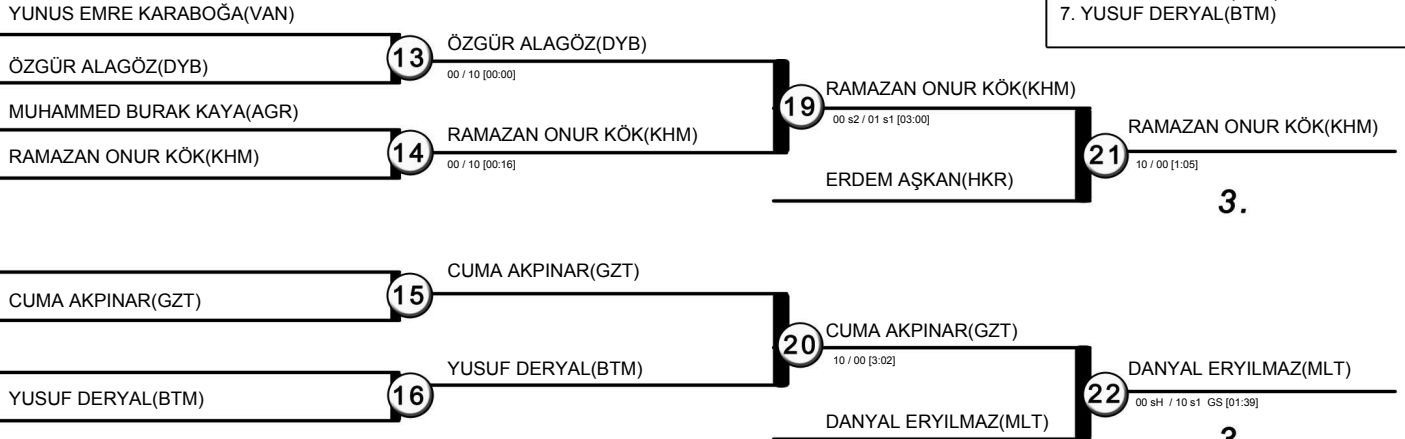 YUNUS EMRE KARABOĞA(VAN)
7. YUSUF DERYAL(BTM)
13
ÖZGÜR ALAGÖZ(DYB)
ÖZGÜR ALAGÖZ(DYB)
00 / 10 [00:00]
19
RAMAZAN ONUR KÖK(KHM)
00 s2 / 01 s1 [03:00]
MUHAMMED BURAK KAYA(AGR)
14
RAMAZAN ONUR KÖK(KHM)
RAMAZAN ONUR KÖK(KHM)
00 / 10 [00:16]
21
RAMAZAN ONUR KÖK(KHM)
10 / 00 [1:05]
ERDEM AŞKAN(HKR)
3.
15
CUMA AKPINAR(GZT)
CUMA AKPINAR(GZT)
20
CUMA AKPINAR(GZT)
10 / 00 [3:02]
16
YUSUF DERYAL(BTM)
YUSUF DERYAL(BTM)
22
DANYAL ERYILMAZ(MLT)
00 sH / 10 s1 GS [01:39]
DANYAL ERYILMAZ(MLT)
3